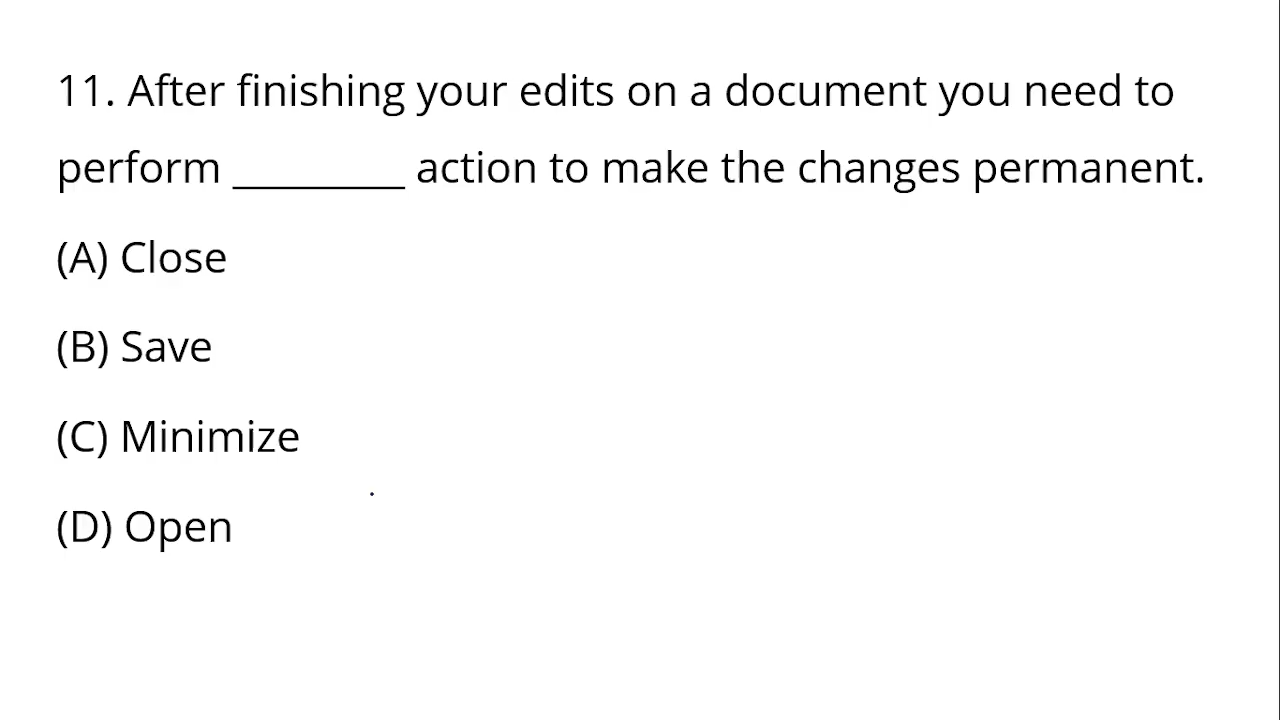 11. After finishing your edits on a document you need to
perform ________ action to make the changes permanent.
(A) Close
(B) Save
(C) Minimize
(D) Open